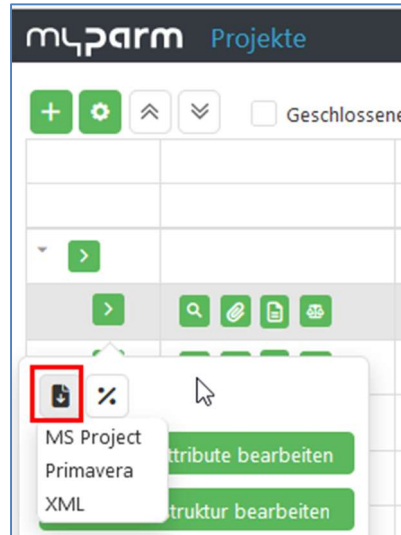 myparm Projekte
Geschlossene
MS Project
Primavera
XML
ttribute bearbeiten
truktur bearbeiten